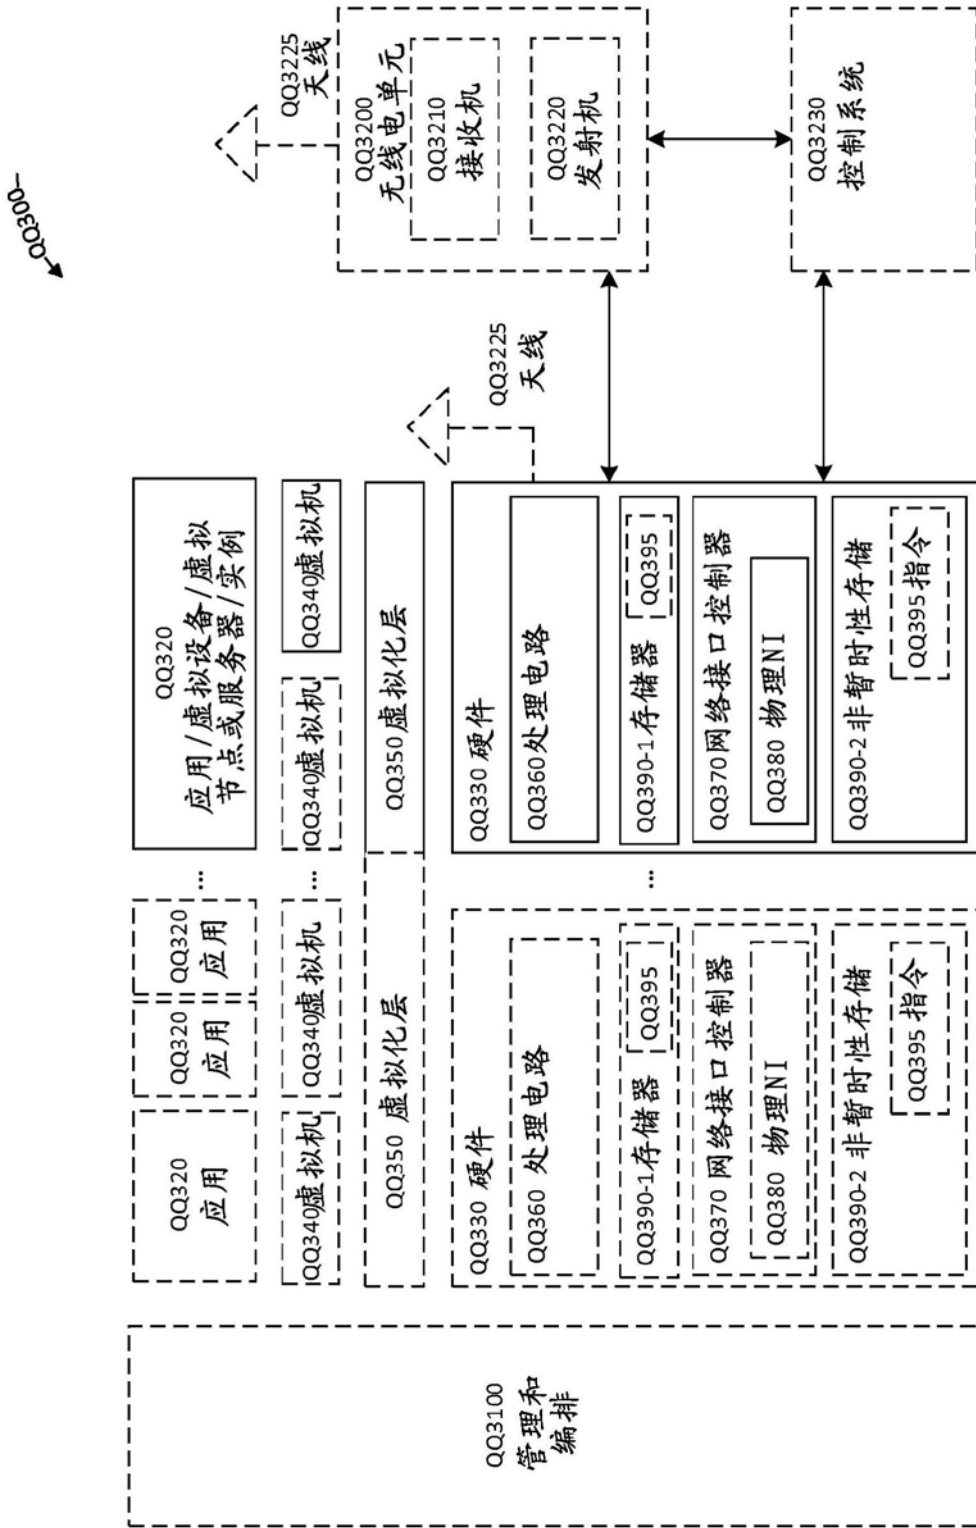 QQ300
QQ3100
管理和
编排
QQ320
应用
QQ320
应用
QQ320
应用
...
QQ320
应用/虚拟设备/虚拟
节点或服务器/实例
QQ340虚拟机
QQ340虚拟机
...
QQ340虚拟机
QQ340虚拟机
QQ350 虚拟化层
QQ350虚拟化层
QQ330 硬件
QQ360 处理电路
QQ390-1存储器
QQ395
QQ370 网络接口控制器
QQ380 物理NI
QQ390-2 非暂时性存储
QQ395 指令
...
QQ330 硬件
QQ360处理电路
QQ390-1存储器
QQ395
QQ370网络接口控制器
QQ380 物理NI
QQ390-2非暂时性存储
QQ395指令
QQ3225
天线
QQ3225
天线
QQ3200
无线电单元
QQ3210
接收机
QQ3220
发射机
QQ3230
控制系统